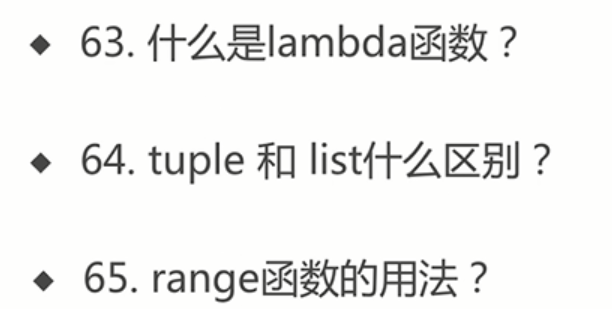 ◆ 63. 什么是lambda函数？
◆ 64. tuple 和 list什么区别？
◆ 65. range函数的用法？